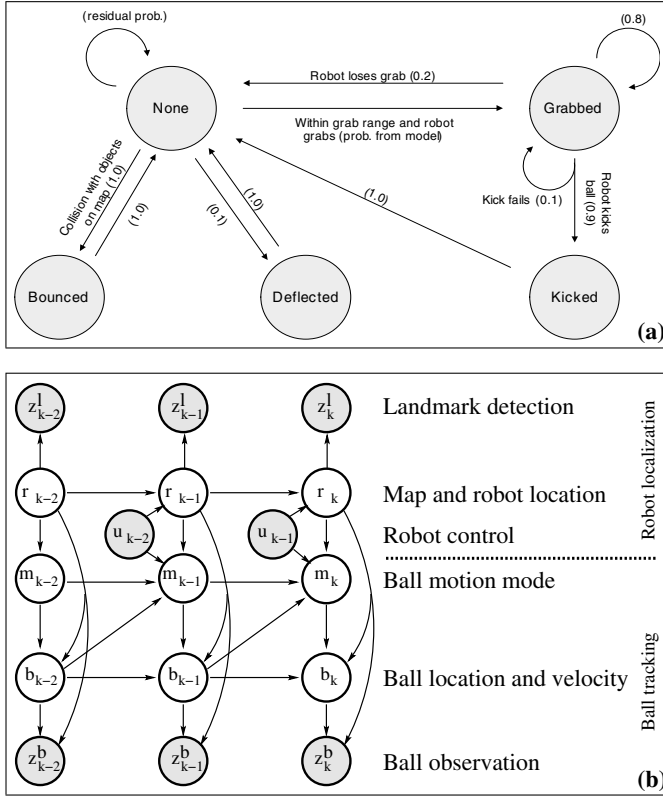 (residual prob.)
(0.8)
None
Robot loses grab (0.2)
Grabbed
Within grab range and robot
grabs (prob. from model)
Collision with objects
on map (1.0)
(1.0)
(0.1)
(1.0)
(1.0)
Kick fails (0.1)
Robot kicks
ball (0.9)
Bounced
Deflected
Kicked
(a)
z^l_{k-2} z^l_{k-1} z^l_k Landmark detection
r_{k-2} r_{k-1} r_k Map and robot location
u_{k-2} u_{k-1} Robot control
Robot localization
m_{k-2} m_{k-1} m_k Ball motion mode
b_{k-2} b_{k-1} b_k Ball location and velocity
z^b_{k-2} z^b_{k-1} z^b_k Ball observation
Ball tracking
(b)